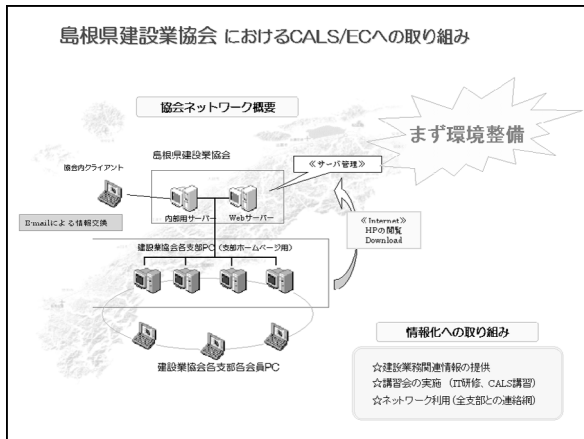 島根県建設業協会 におけるCALS/ECへの取り組み
協会ネットワーク概要
まず環境整備
島根県建設業協会
≪サーバ管理≫
協会内クライアント
内部用サーバー
Webサーバー
E-mailによる情報交換
≪Internet≫
HPの閲覧
Download
建設業協会各支部PC（支部ホームページ用）
建設業協会各支部各会員PC
情報化への取り組み
☆建設業務関連情報の提供
☆講習会の実施　（IT研修、CALS講習）
☆ネットワーク利用（全支部との連絡網）